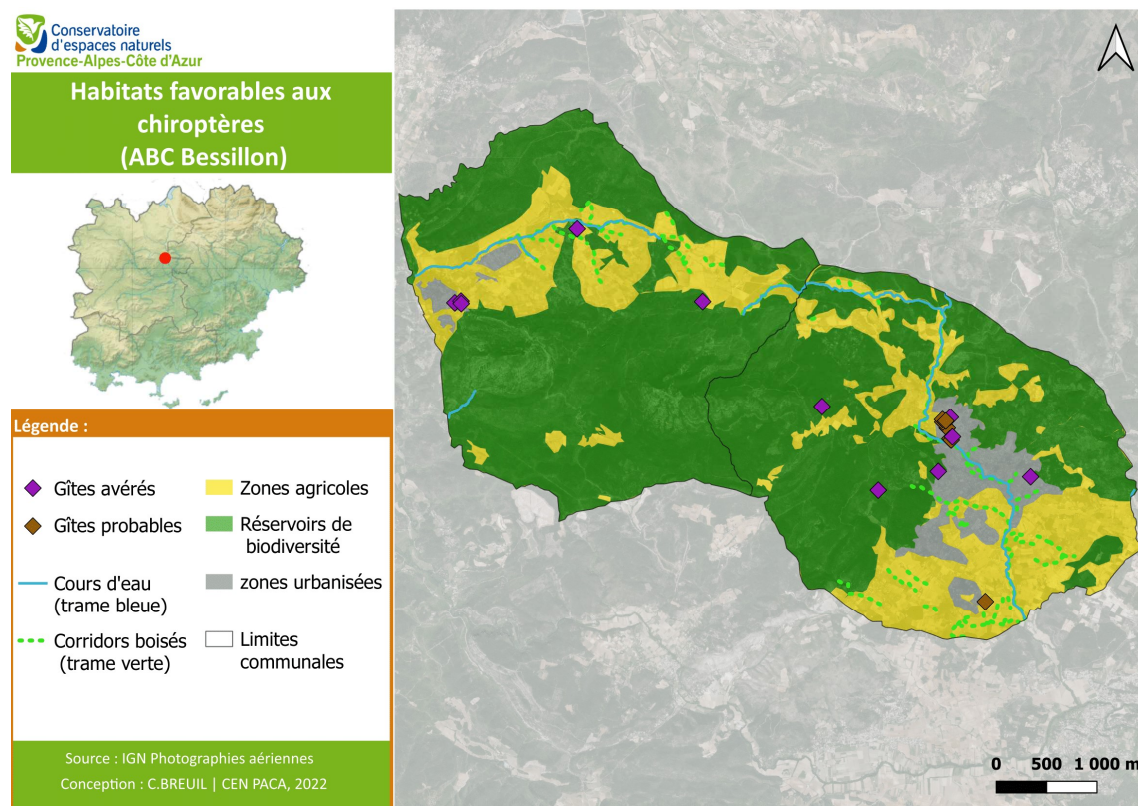 Conservatoire
d'espaces naturels
Provence-Alpes-Côte d'Azur
Habitats favorables aux
chiroptères
(ABC Bessillon)
Légende :
Gîtes avérés
Gîtes probables
Cours d'eau
(trame bleue)
Corridors boisés
(trame verte)
Zones agricoles
Réservoirs de
biodiversité
zones urbanisées
Limites
communales
Source : IGN Photographies aériennes
Conception : C.BREUIL | CEN PACA, 2022
0 500 1 000 m